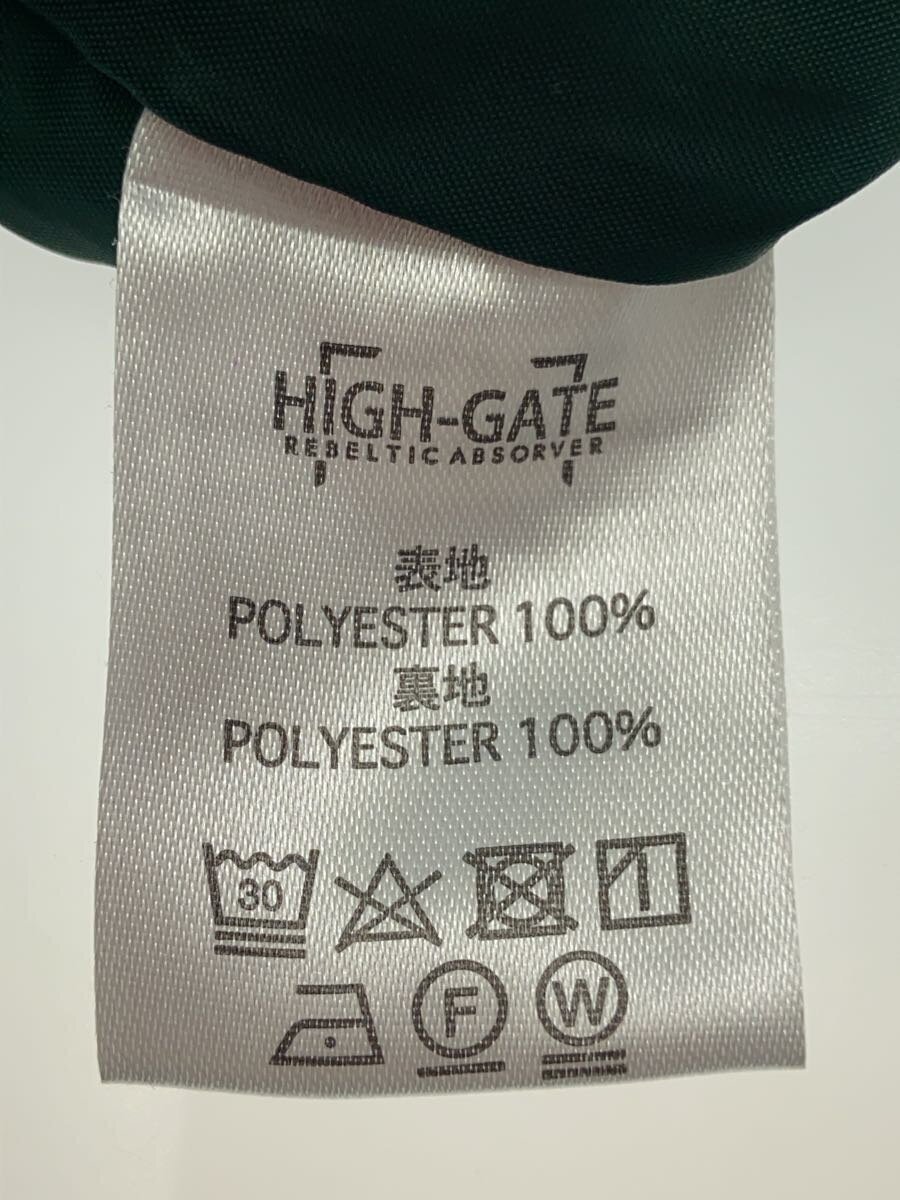 HIGH-GATE
REBELTIC ABSORVER
表地
POLYESTER 100%
裏地
POLYESTER 100%
30
F
W